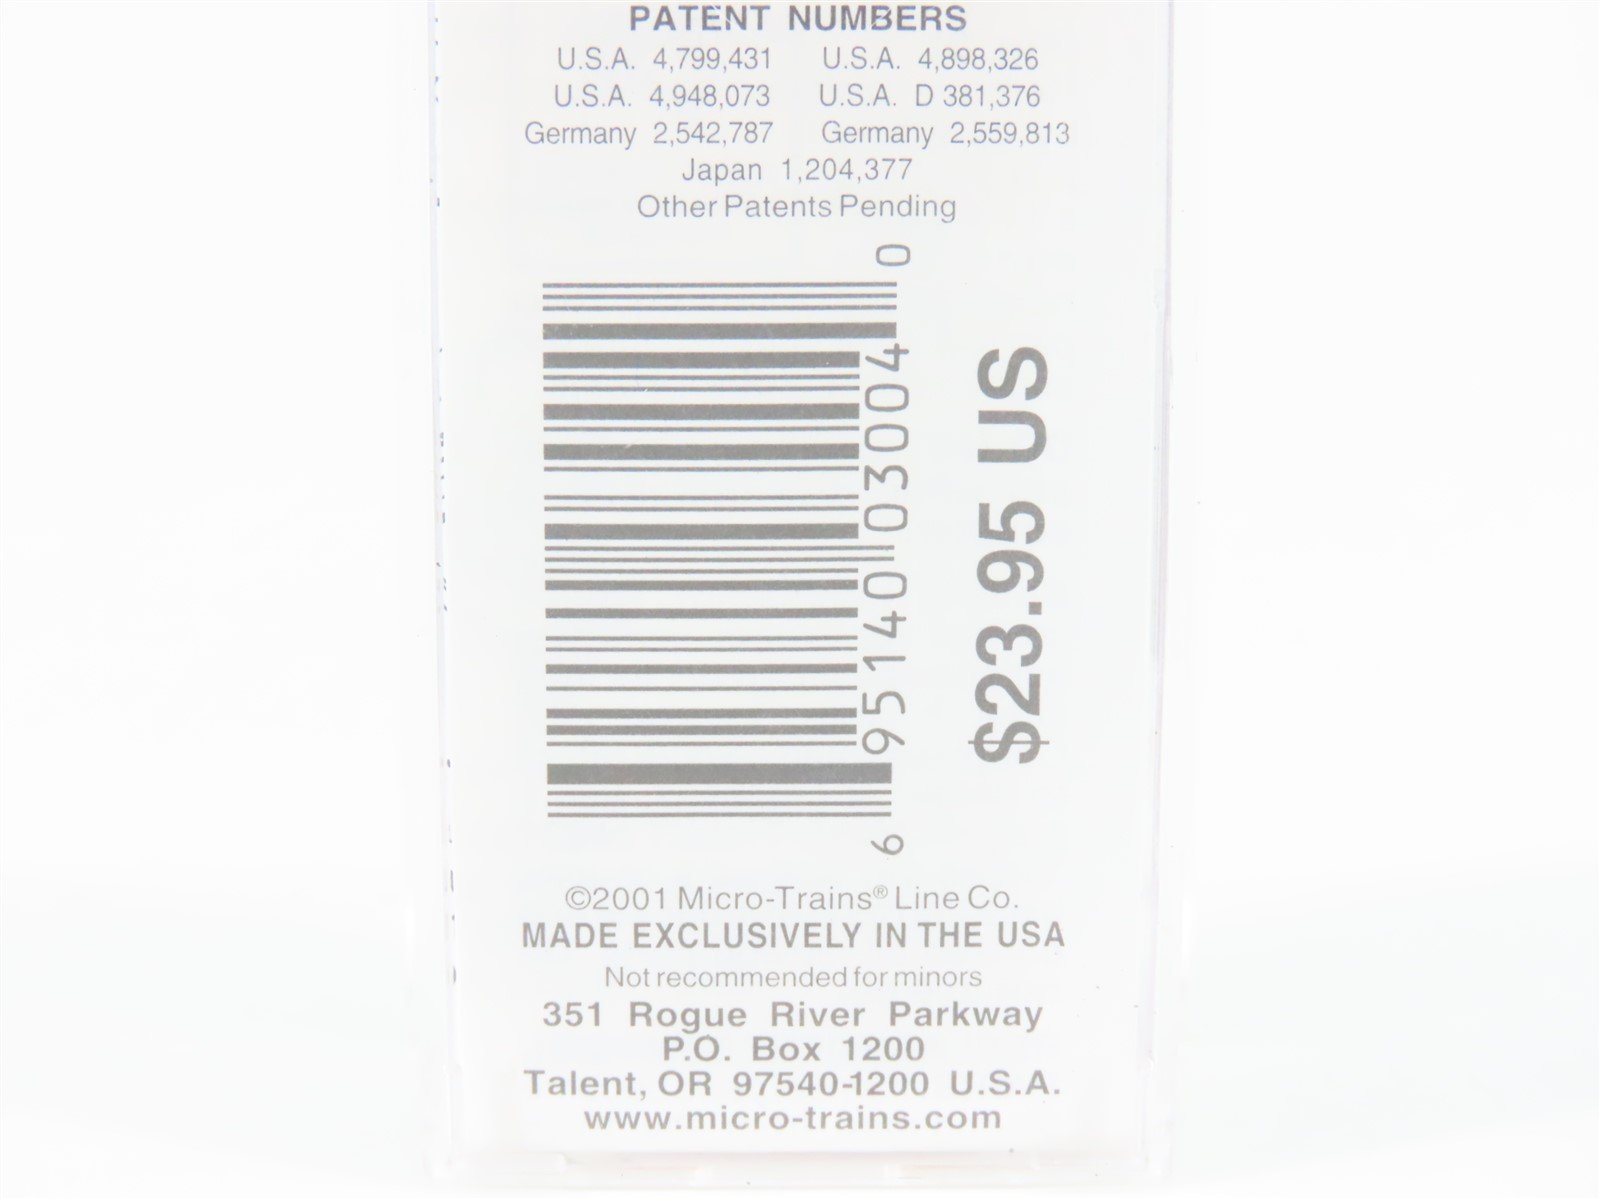 PATENT NUMBERS
U.S.A. 4,799,431 U.S.A. 4,898,326
U.S.A. 4,948,073 U.S.A. D 381,376
Germany 2,542,787 Germany 2,559,813
Japan 1,204,377
Other Patents Pending
6 95140 03004 0
$23.95 US
©2001 Micro-Trains® Line Co.
MADE EXCLUSIVELY IN THE USA
Not recommended for minors
351 Rogue River Parkway
P.O. Box 1200
Talent, OR 97540-1200 U.S.A.
www.micro-trains.com